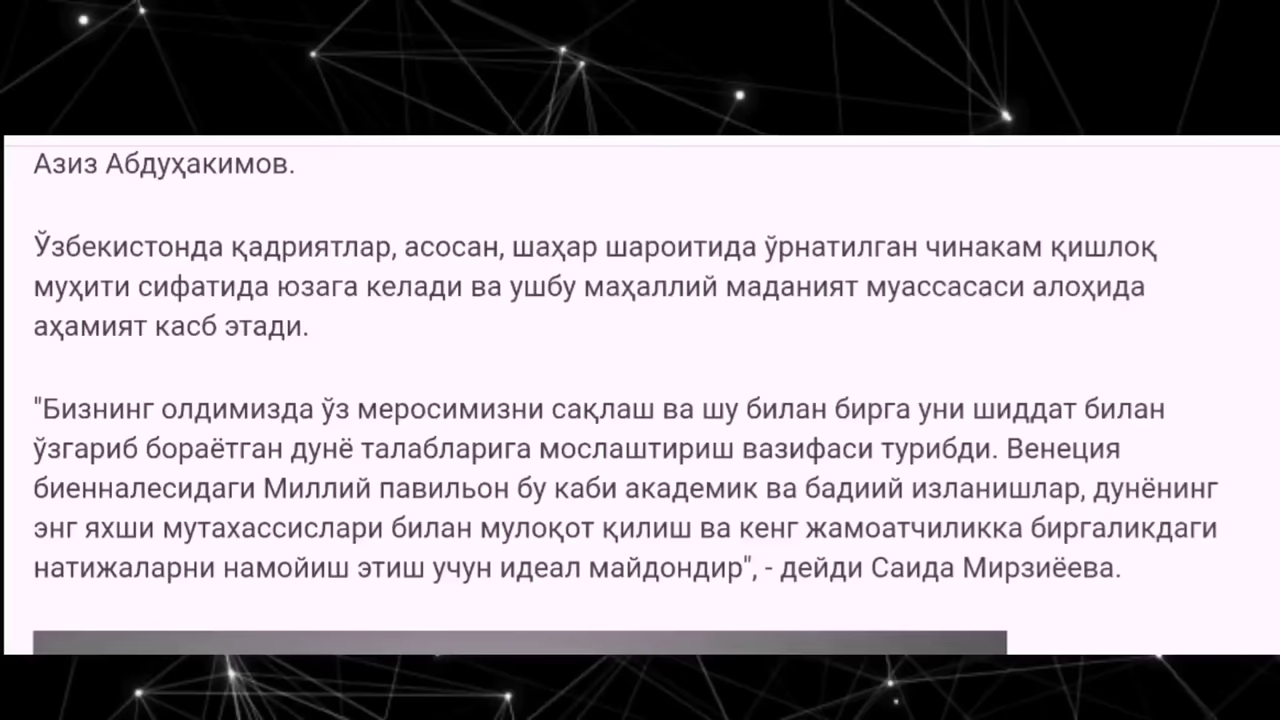 Азиз Абдуҳакимов.
Ўзбекистонда қадриятлар, асосан, шаҳар шароитида ўрнатилган чинакам қишлоқ
муҳити сифатида юзага келади ва ушбу маҳаллий маданият муассасаси алоҳида
аҳамият касб этади.
"Бизнинг олдимизда ўз меросимизни сақлаш ва шу билан бирга уни шиддат билан
ўзгариб бораётган дунё талабларига мослаштириш вазифаси турибди. Венеция
биенналесидаги Миллий павильон бу каби академик ва бадиий изланишлар, дунёнинг
энг яхши мутахассислари билан мулоқот қилиш ва кенг жамоатчиликка биргаликдаги
натижаларни намойиш этиш учун идеал майдондир", - дейди Саида Мирзиёева.